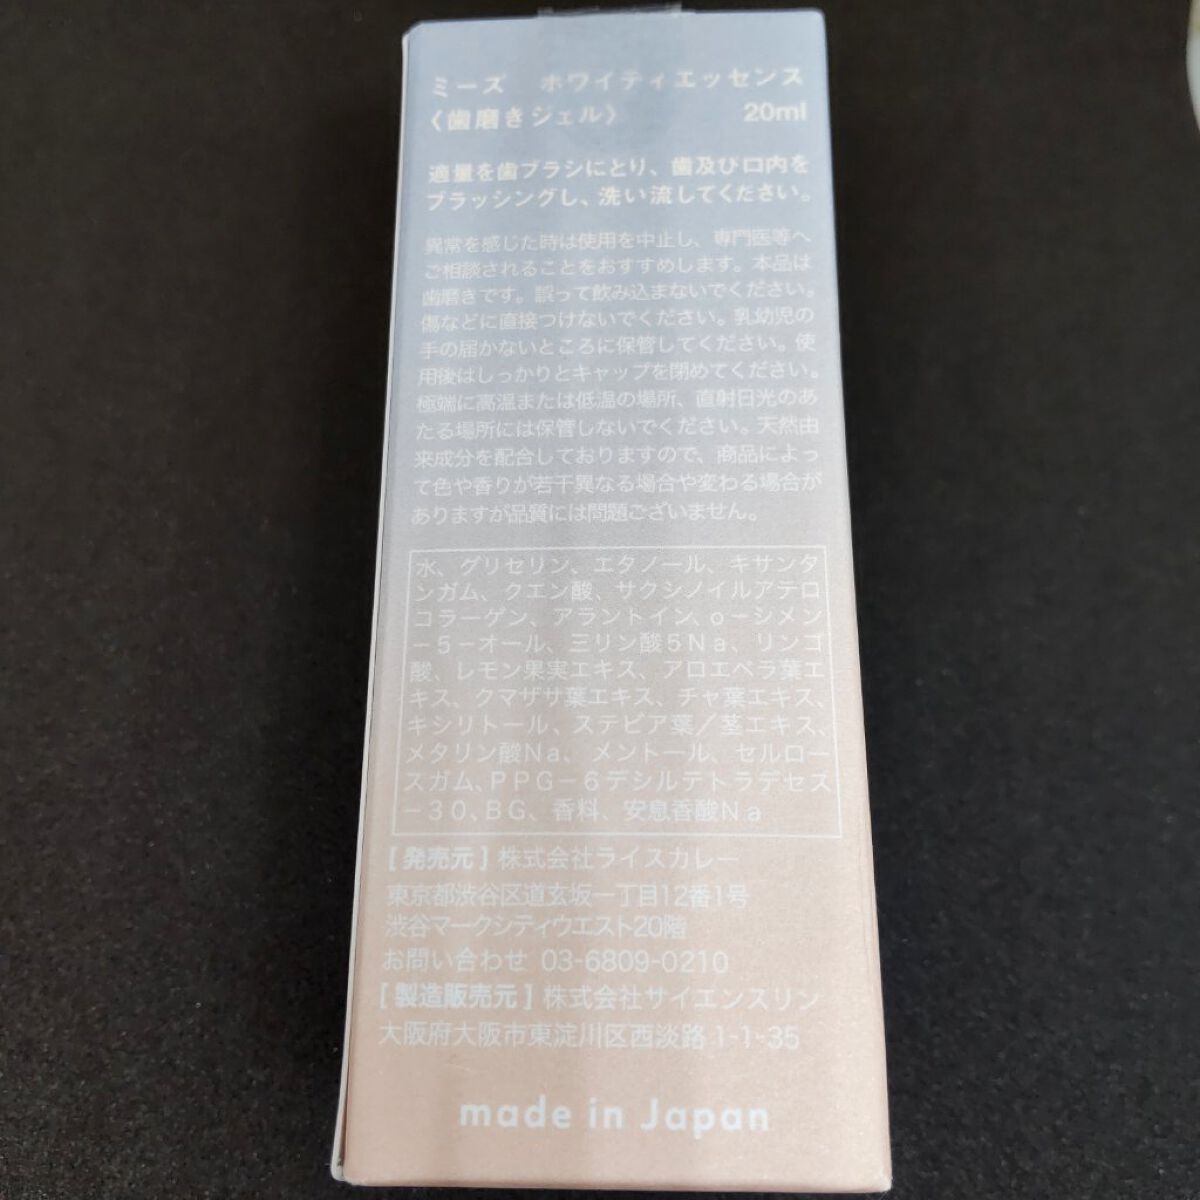 ミーズ ホワイティエッセンス
〈歯磨きジェル〉 20ml
適量を歯ブラシにとり、歯及び口内を
ブラッシングし、洗い流してください。
異常を感じた時は使用を中止し、専門医等へ
ご相談されることをおすすめします。本品は
歯磨きです。誤って飲み込まないでください。
傷などに直接つけないでください。乳幼児の
手の届かないところに保管してください。使
用後はしっかりとキャップを閉めてください。
極端に高温または低温の場所、直射日光のあ
たる場所には保管しないでください。天然由
来成分を配合しておりますので、商品によっ
て色や香りが若干異なる場合や変わる場合が
ありますが品質には問題ございません。
水、グリセリン、エタノール、キサンタ
ンガム、クエン酸、サクシノイルアテロ
コラーゲン、アラントイン、o－シメン
－5－オール、三リン酸5Na、リンゴ
酸、レモン果実エキス、アロエベラ葉エ
キス、クマザサ葉エキス、チャ葉エキス、
キシリトール、ステビア葉／茎エキス、
メタリン酸Na、メントール、セルロー
スガム、PPG－6デシルテトラデセス
－30、BG、香料、安息香酸Na
[発売元] 株式会社ライスカレー
東京都渋谷区道玄坂一丁目12番1号
渋谷マークシティウエスト20階
お問い合わせ 03-6809-0210
[製造販売元] 株式会社サイエンスリン
大阪府大阪市東淀川区西淡路 1-1-35
made in Japan